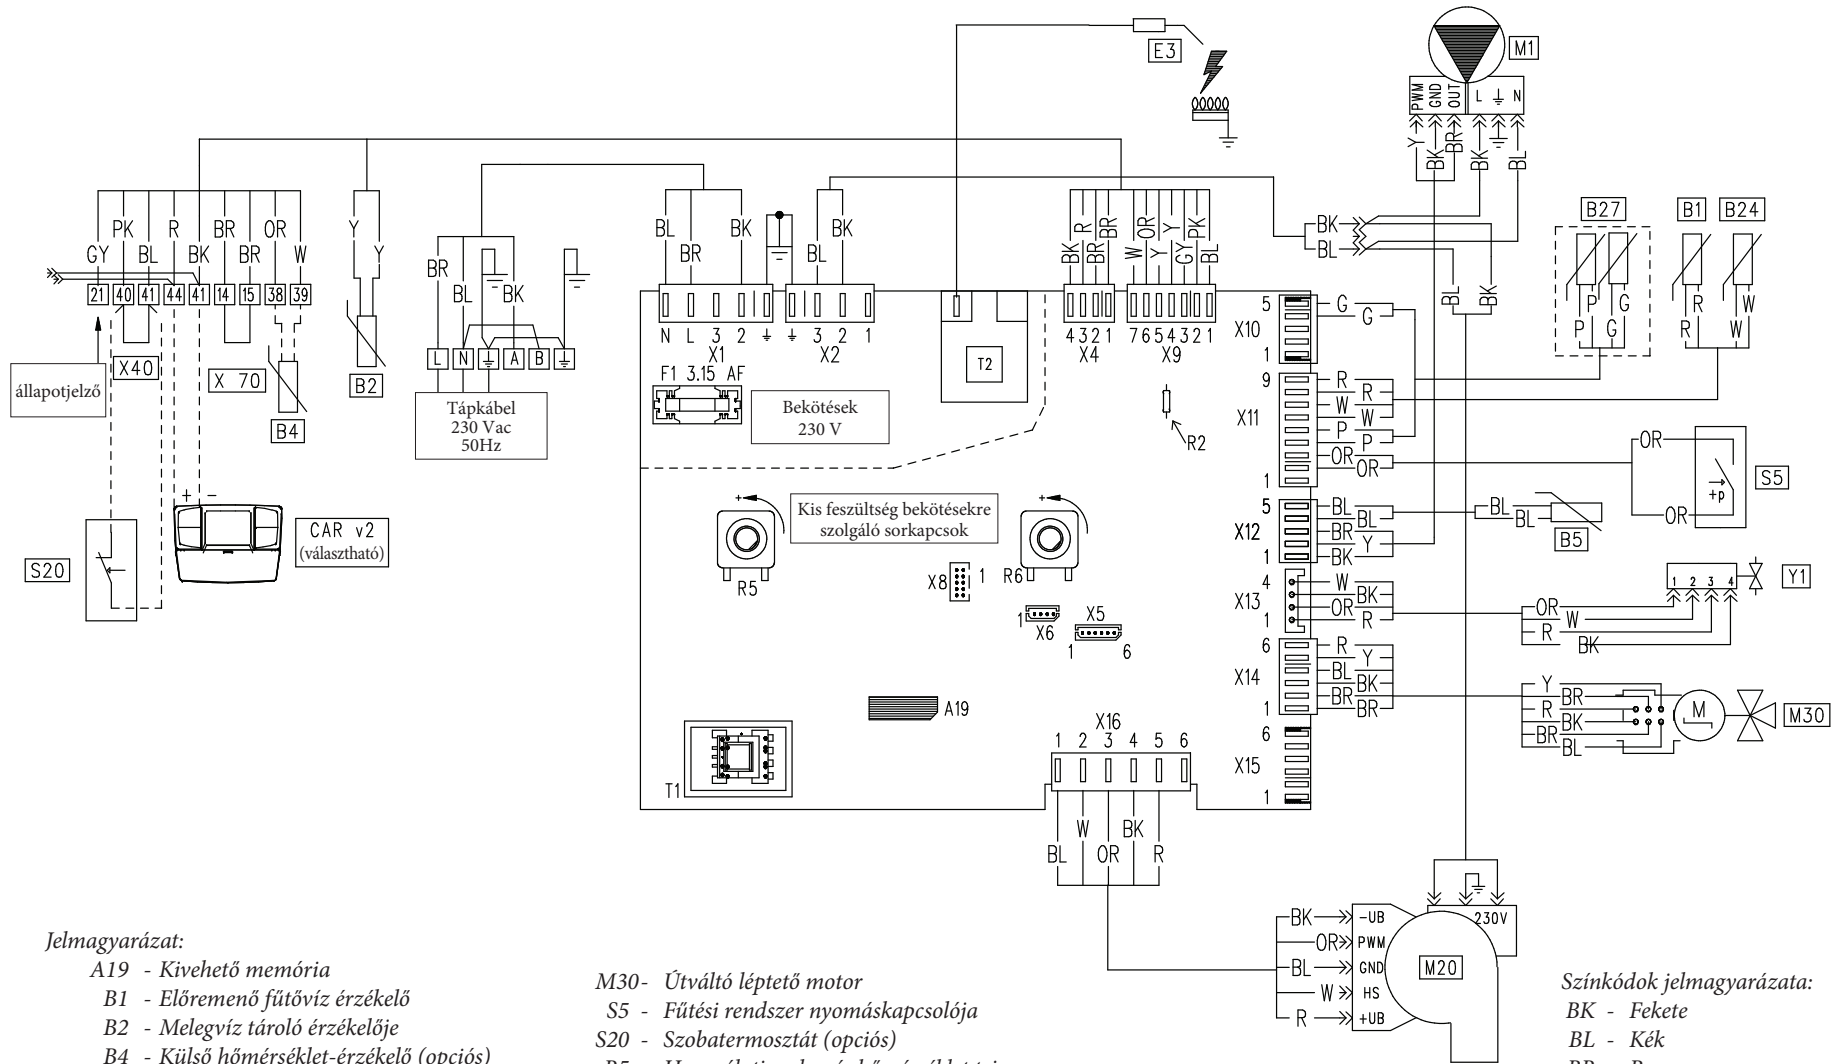 E3
M1
PWM
GND
OUT
L
N
Y
BK
BR
BK
BL
B27
B1
B24
P
G
P
G
R
R
W
W
PK
R
BR
OR
GY
BL
BK
BR
W
21
40
41
44
41
14
15
38
39
X40
X 70
B4
állapotjelző
Y
Y
B2
BR
BL
BK
L
N
A
B
Tápkábel
230 Vac
50Hz
BL
BR
BK
BL
BK
N L 3 2
3 2 1
X1
X2
F1 3.15 AF
Bekötések
230 V
T2
BK
R
BR
BR
W
OR
Y
Y
GY
PK
BL
4321
7654321
X4
X9
R2
BK
BL
BL
BK
5
X10
1
G
G
9
X11
1
R
R
W
W
P
P
OR
OR
OR
OR
+p
S5
5
X12
1
BL
BL
BR
Y
BK
BL
BL
B5
4
X13
1
W
BK
OR
R
1 2 3 4
Y1
OR
W
R
BK
6
X14
1
R
Y
BL
BK
BR
BR
Y
BR
R
BK
BR
BL
M
M30
6
X15
1
+ -
CAR v2
(választható)
S20
Kis feszültség bekötésekre
szolgáló sorkapcsok
+
+
R5
R6
X8
1
1
X6
X5
1 6
A19
T1
X16
1 2 3 4 5 6
BL
W
OR
BK
R
BK
-UB
OR
PWM
BL
GND
W
HS
R
+UB
230V
M20
Jelmagyarázat:
A19 - Kivehető memória
B1 - Előremenő fűtővíz érzékelő
B2 - Melegvíz tároló érzékelője
B4 - Külső hőmérséklet-érzékelő (opciós)
M30 - Útváltó léptető motor
S5 - Fűtési rendszer nyomáskapcsolója
S20 - Szobatermosztát (opciós)
Színkódok jelmagyarázata:
BK - Fekete
BL - Kék